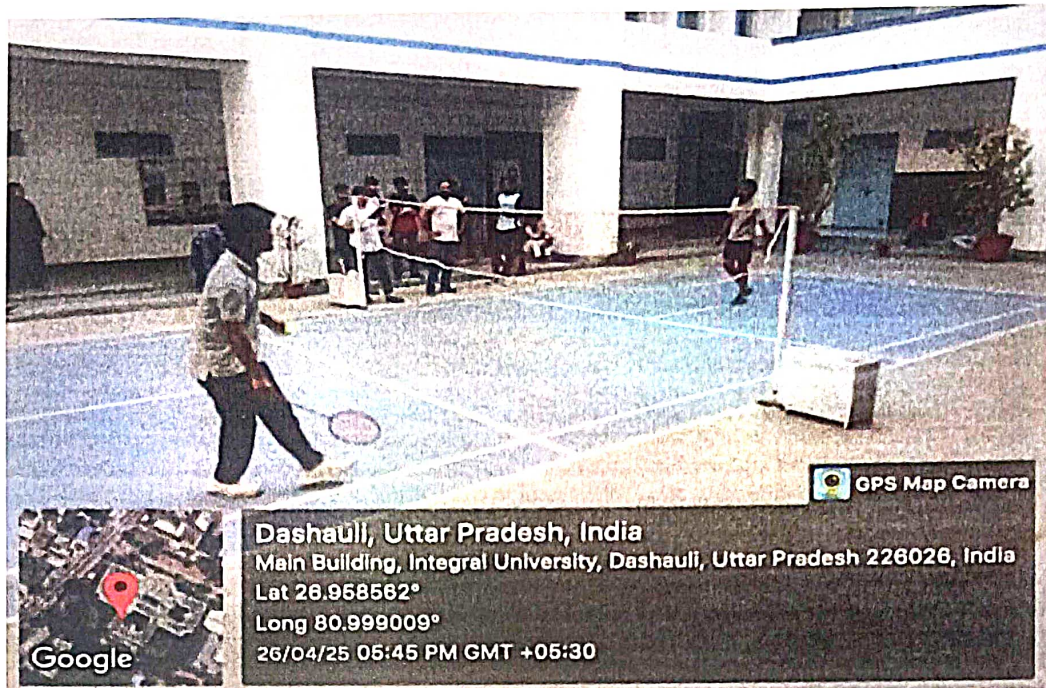 GPS Map Camera
Dashauli, Uttar Pradesh, India
Main Building, Integral University, Dashauli, Uttar Pradesh 226026, India
Lat 26.958562°
Long 80.999009°
26/04/25 05:45 PM GMT +05:30
Google